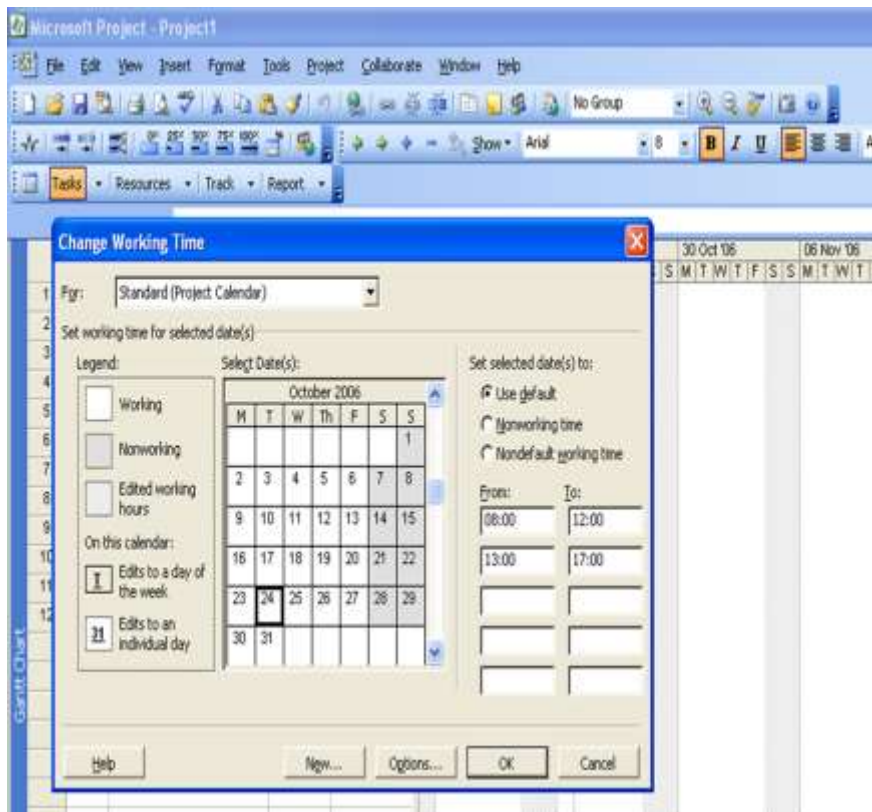 Microsoft Project - Project1
File Edit View Insert Format Tools Project Collaborate Window Help
No Group
0% 25% 50% 75% 100% Show Arial 8 B I U
Tasks Resources Track Report
Change Working Time
30 Oct '06 06 Nov '06
S M T W T F S S M T W T
For: Standard (Project Calendar)
Set working time for selected date(s)
Legend: Select Date(s): Set selected date(s) to:
October 2006
Working
Use default
M T W Th F S S
Nonworking time
1
Nonworking
Nondefault working time
2 3 4 5 6 7 8
Edited working hours
From: To:
9 10 11 12 13 14 15
08:00 12:00
On this calendar:
16 17 18 19 20 21 22
13:00 17:00
Edits to a day of
the week
23 24 25 26 27 28 29
Edits to an
individual day
31
30 31
1
2
3
4
5
6
7
8
9
10
11
12
Gantt Chart
Help New... Options... OK Cancel